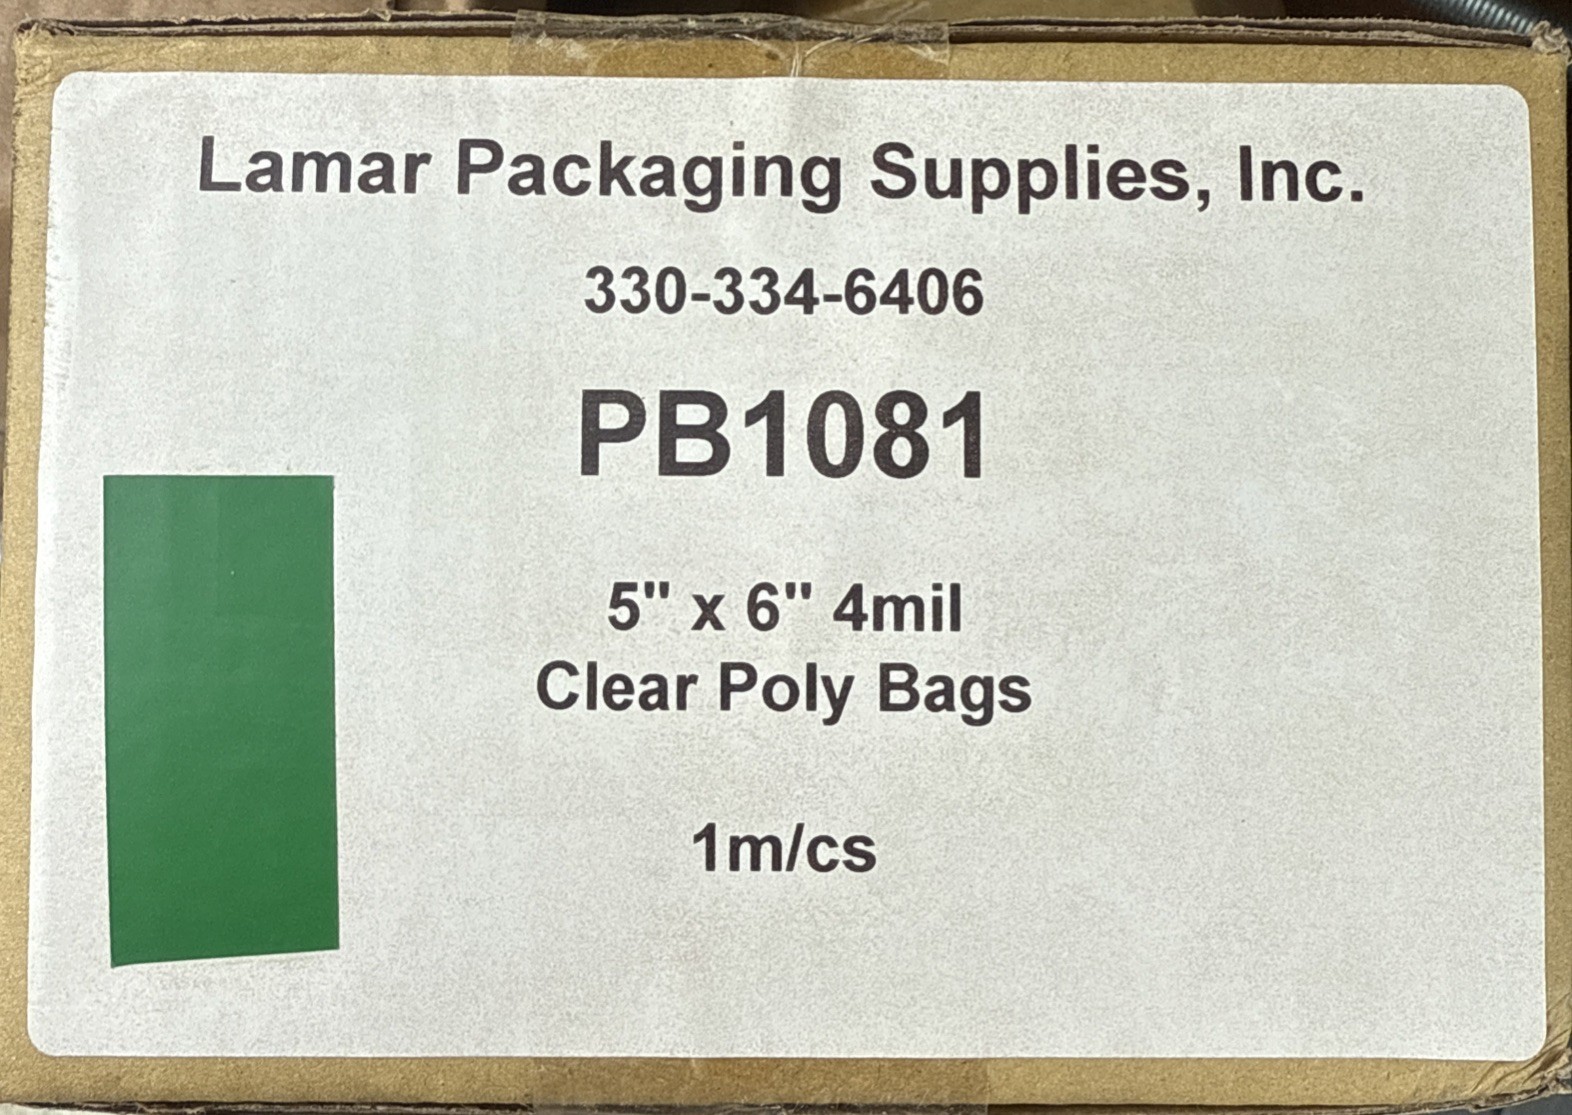 Lamar Packaging Supplies, Inc.
330-334-6406
PB1081
5" x 6" 4mil
Clear Poly Bags
1m/cs